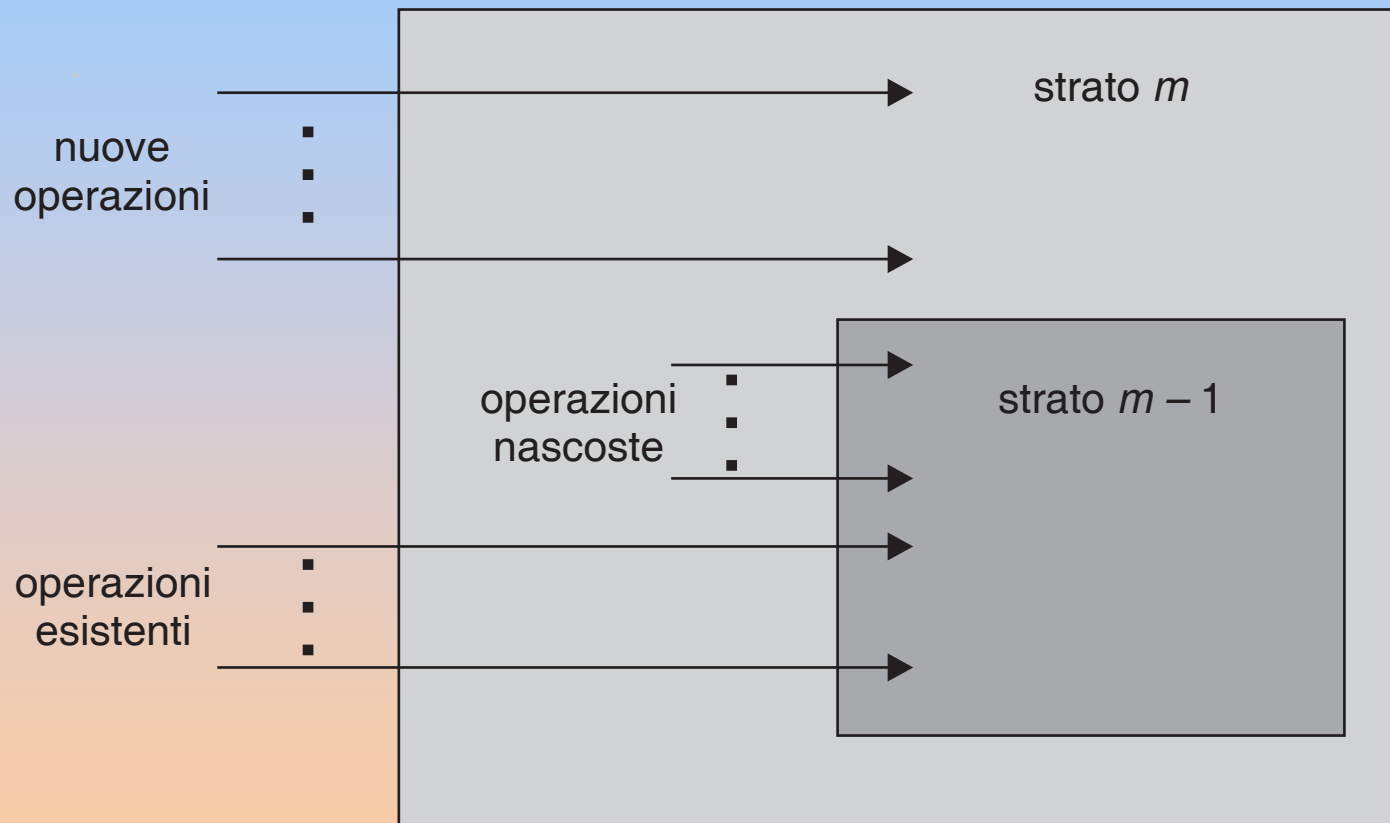 strato m
nuove
operazioni
operazioni
nascoste
strato m – 1
operazioni
esistenti